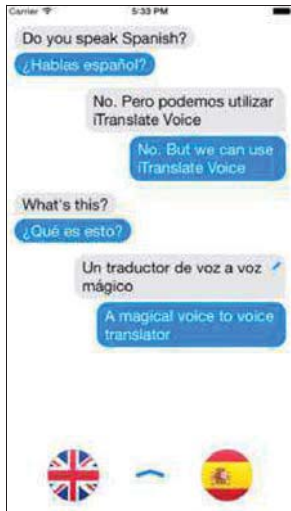 Carrier 5:33 PM
Do you speak Spanish?
¿Hablas español?
No. Pero podemos utilizar
iTranslate Voice
No. But we can use
iTranslate Voice
What's this?
¿Qué es esto?
Un traductor de voz a voz
mágico
A magical voice to voice
translator